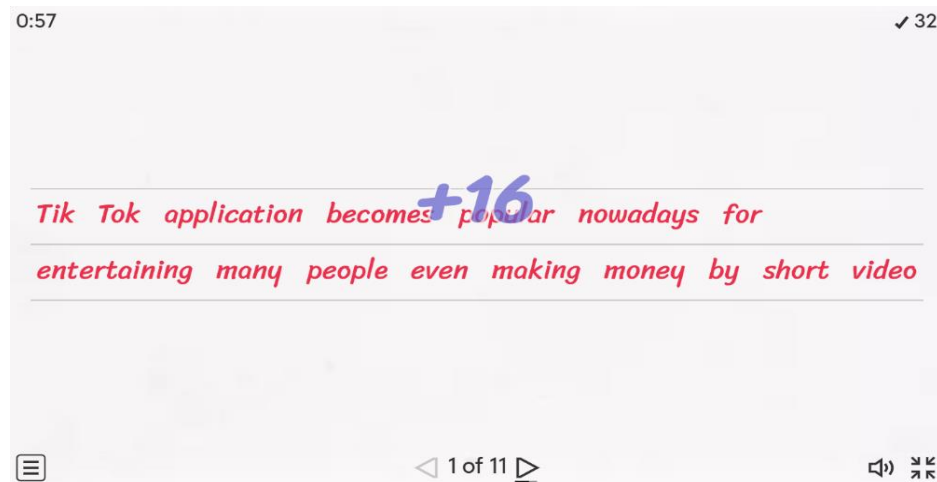 0:57 ✓ 32
+16
Tik Tok application becomes popular nowadays for
entertaining many people even making money by short video
1 of 11